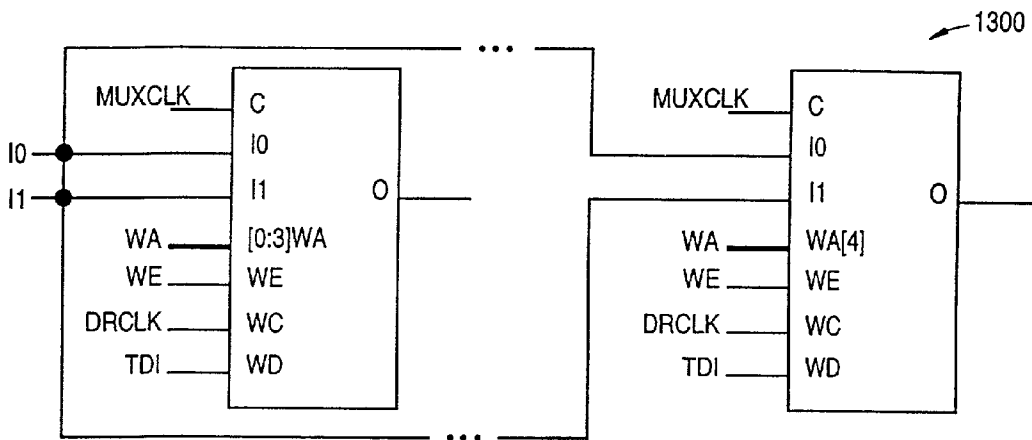 1300
MUXCLK
C
I0
I0
I1
I1
O
WA
[0:3]WA
WE
WE
DRCLK
WC
TDI
WD
MUXCLK
C
I0
I1
O
WA
WA[4]
WE
WE
DRCLK
WC
TDI
WD